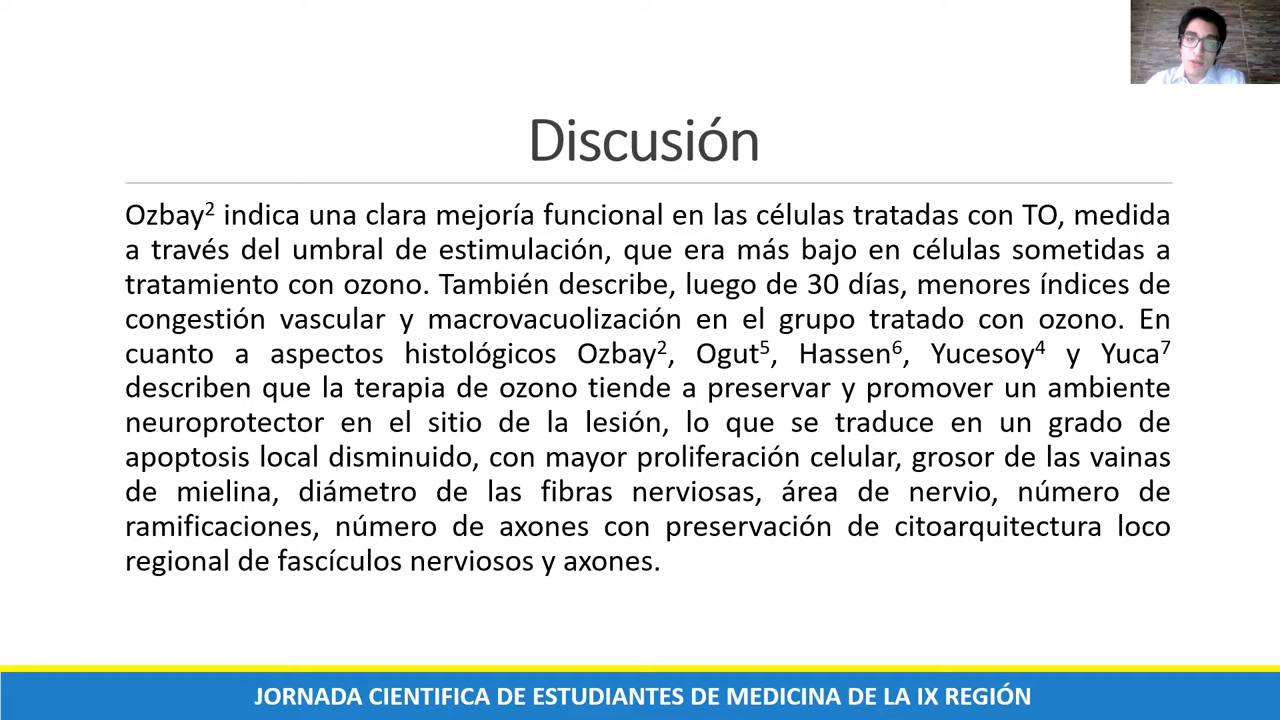 Discusión
Ozbay² indica una clara mejoría funcional en las células tratadas con TO, medida
a través del umbral de estimulación, que era más bajo en células sometidas a
tratamiento con ozono. También describe, luego de 30 días, menores índices de
congestión vascular y macrovacuolización en el grupo tratado con ozono. En
cuanto a aspectos histológicos Ozbay², Ogut⁵, Hassen⁶, Yucesoy⁴ y Yuca⁷
describen que la terapia de ozono tiende a preservar y promover un ambiente
neuroprotector en el sitio de la lesión, lo que se traduce en un grado de
apoptosis local disminuido, con mayor proliferación celular, grosor de las vainas
de mielina, diámetro de las fibras nerviosas, área de nervio, número de
ramificaciones, número de axones con preservación de citoarquitectura loco
regional de fascículos nerviosos y axones.
JORNADA CIENTIFICA DE ESTUDIANTES DE MEDICINA DE LA IX REGIÓN